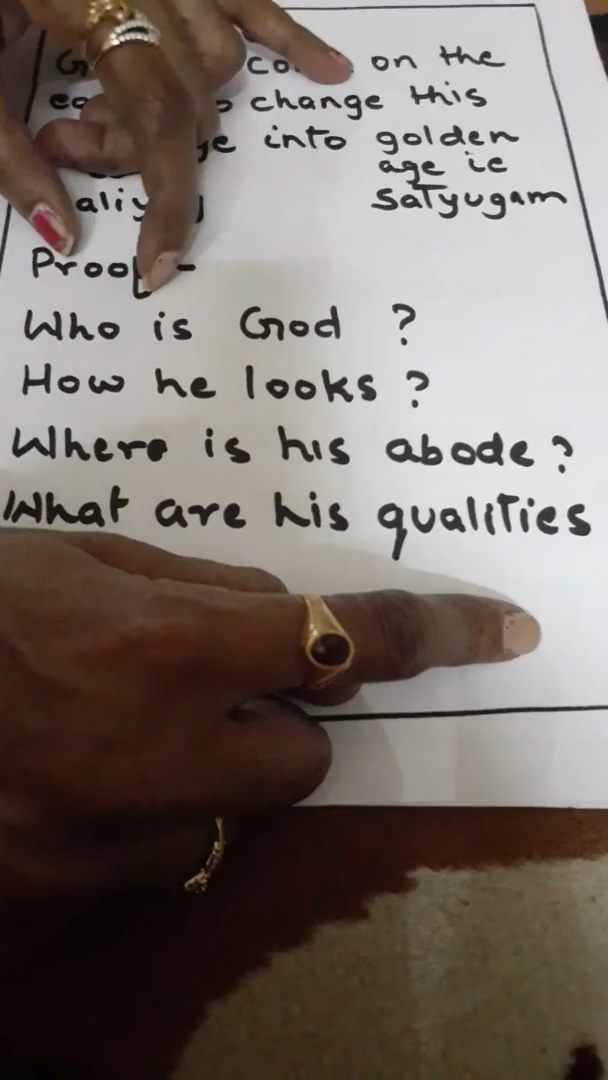 on the
change this
into golden
age ie
Satyugam
Proof -
Who is God ?
How he looks ?
Where is his abode ?
What are his qualities